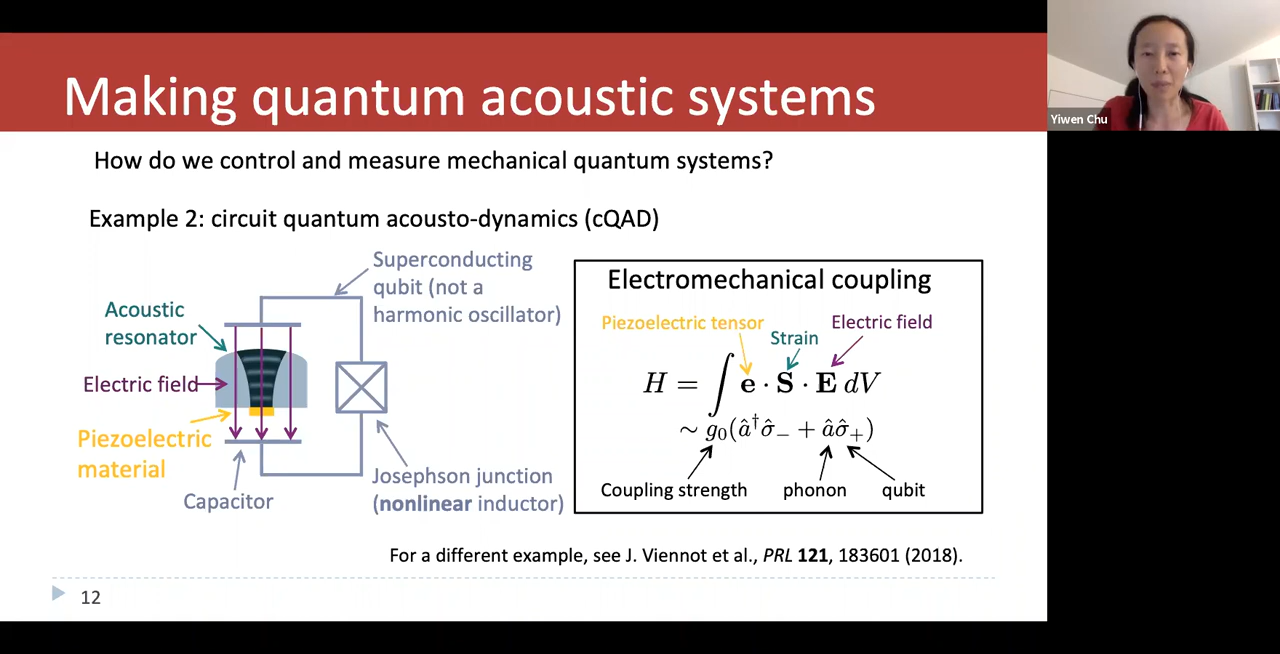 Making quantum acoustic systems
Yiwen Chu
How do we control and measure mechanical quantum systems?
Example 2: circuit quantum acousto-dynamics (cQAD)
Superconducting
qubit (not a
harmonic oscillator)
Acoustic
resonator
Electric field
Piezoelectric
material
Capacitor
Josephson junction
(nonlinear inductor)
Electromechanical coupling
Piezoelectric tensor
Electric field
Strain
H = ∫ e · S · E dV
∼ g₀(â†σ̂₋ + âσ̂₊)
Coupling strength
phonon
qubit
For a different example, see J. Viennot et al., PRL 121, 183601 (2018).
12